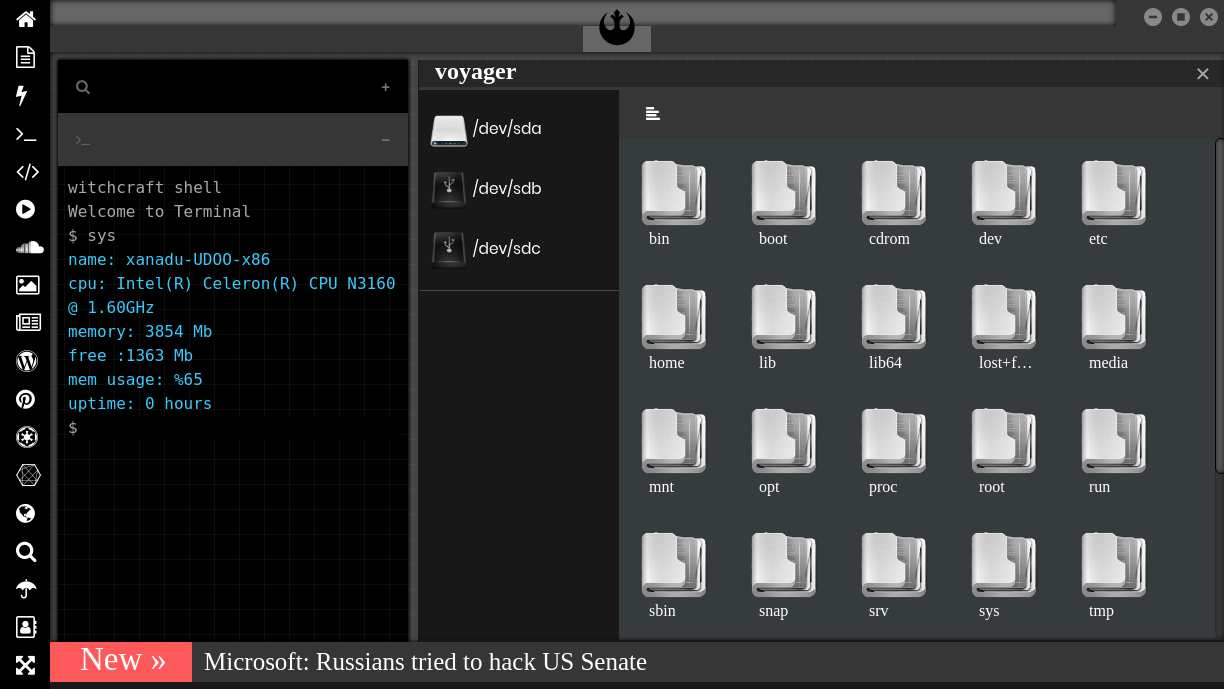 witchcraft shell
Welcome to Terminal
$ sys
name: xanadu-UDOO-x86
cpu: Intel(R) Celeron(R) CPU N3160
@ 1.60GHz
memory: 3854 Mb
free :1363 Mb
mem usage: %65
uptime: 0 hours
$
voyager
/dev/sda
/dev/sdb
/dev/sdc
bin boot cdrom dev etc
home lib lib64 lost+f… media
mnt opt proc root run
sbin snap srv sys tmp
New » Microsoft: Russians tried to hack US Senate